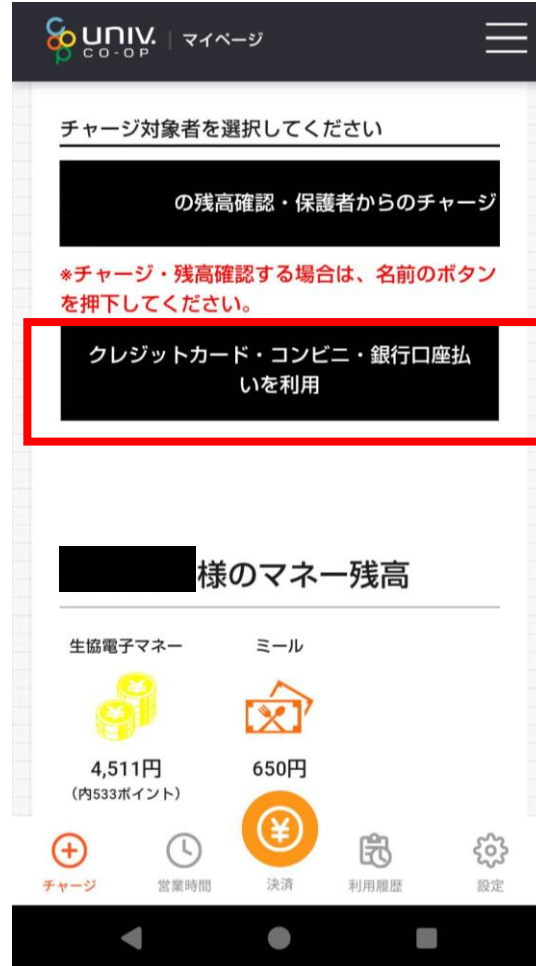 UNIV. CO-OP | マイページ
チャージ対象者を選択してください
の残高確認・保護者からのチャージ
*チャージ・残高確認する場合は、名前のボタン
を押下してください。
クレジットカード・コンビニ・銀行口座払
いを利用
様のマネー残高
生協電子マネー ミール
4,511円 650円
(内533ポイント)
チャージ 営業時間 決済 利用履歴 設定